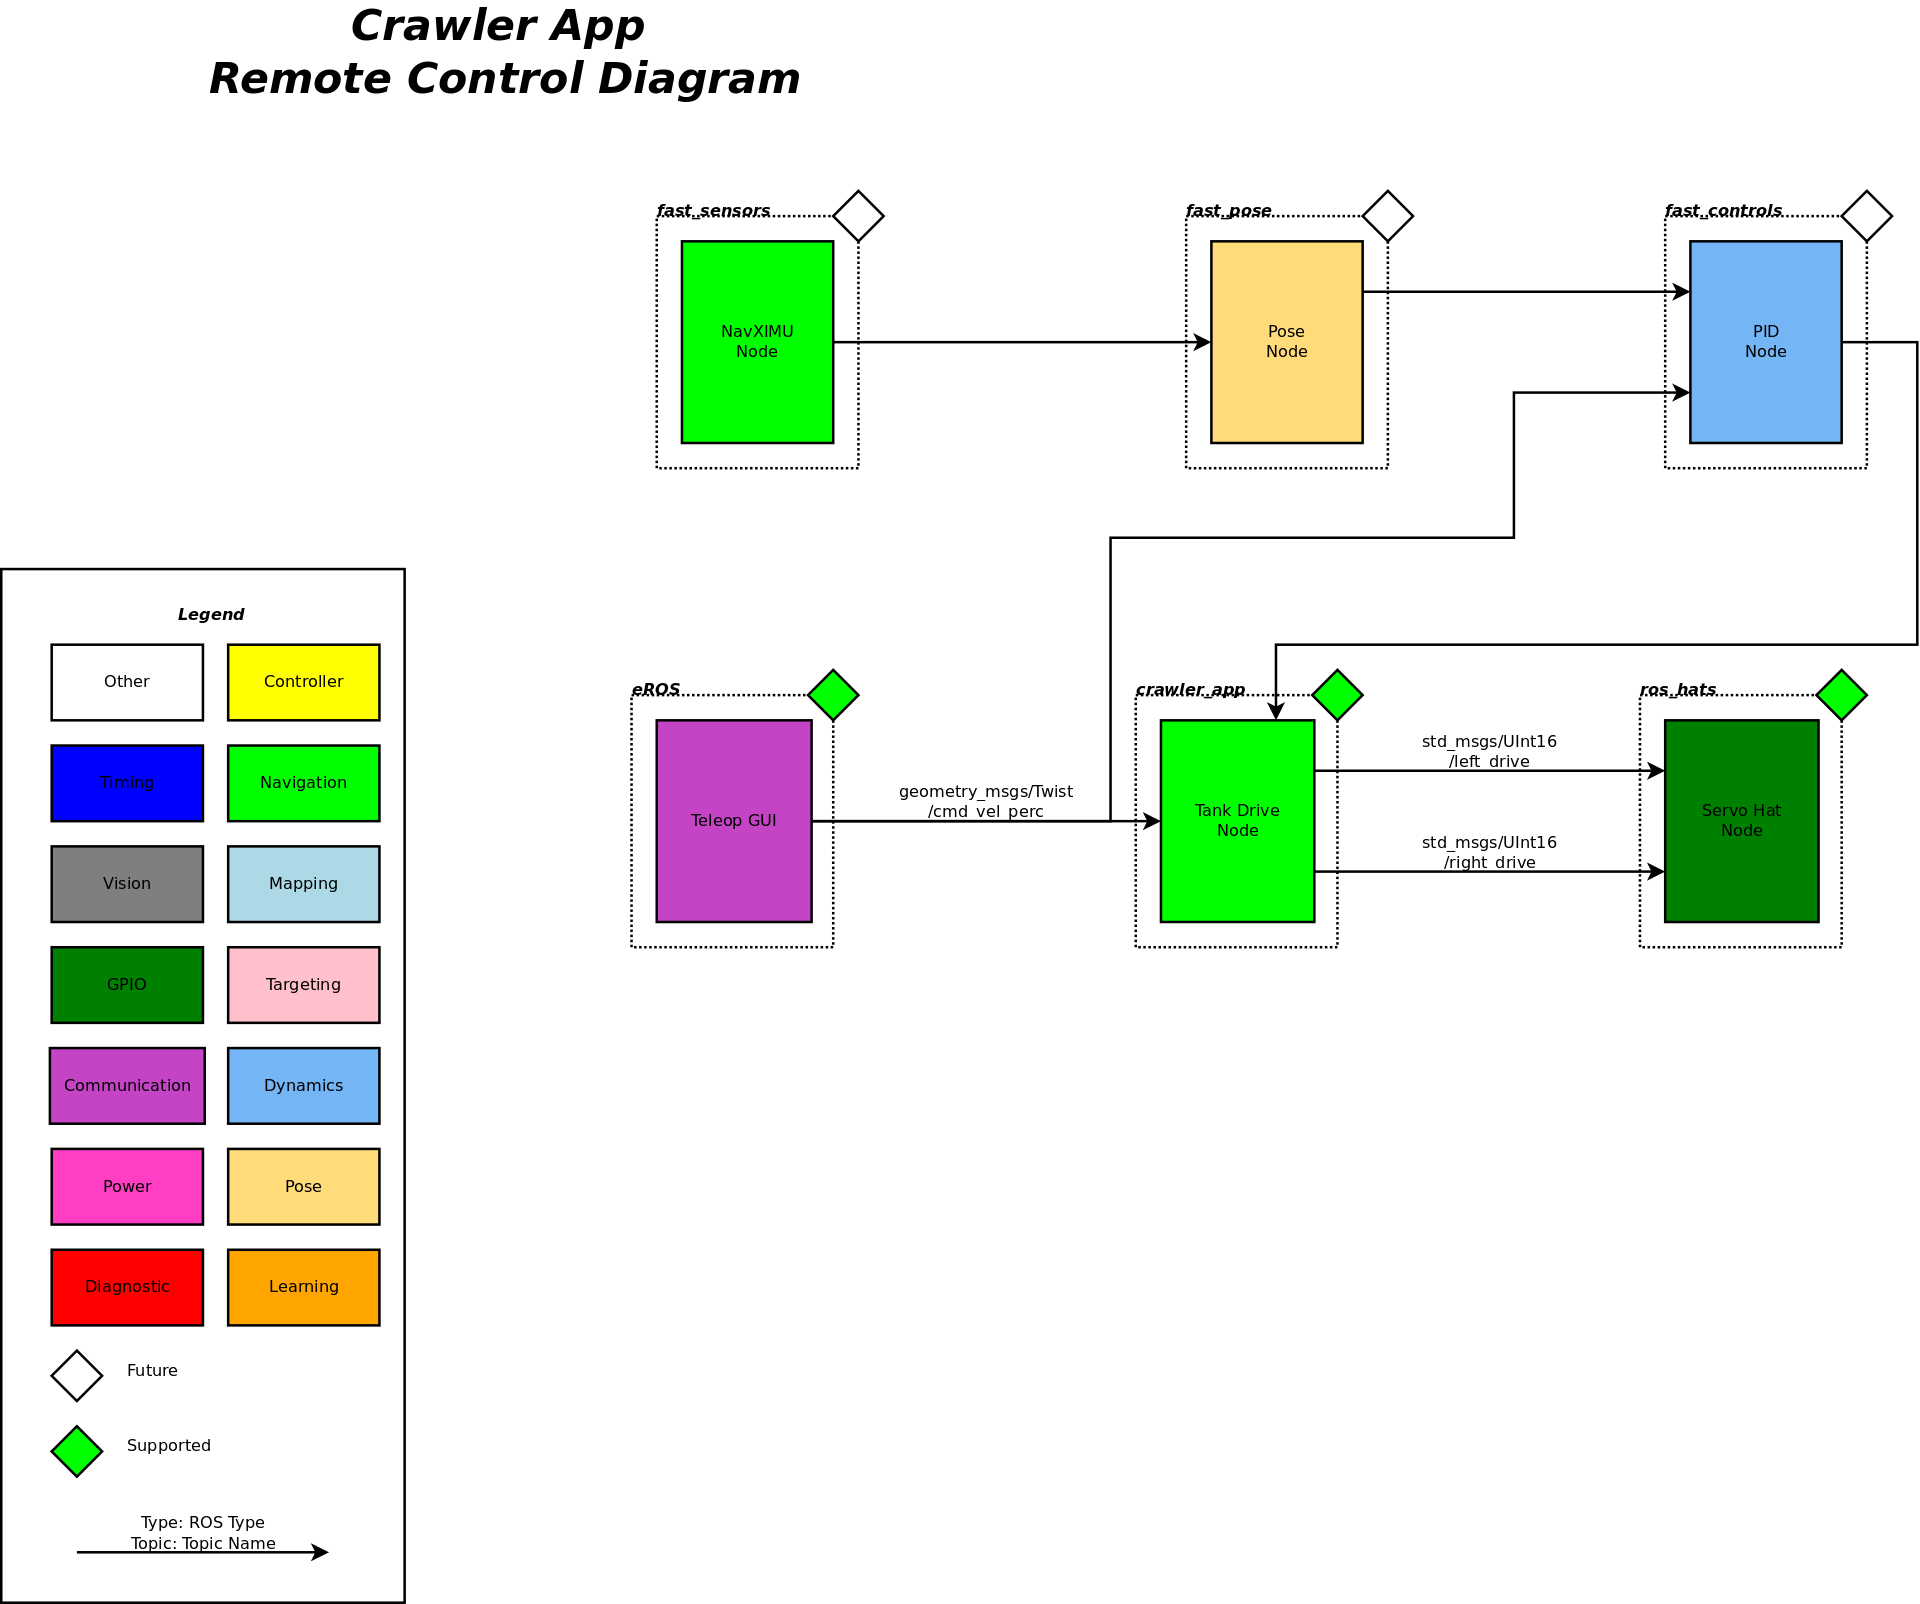 Crawler App
Remote Control Diagram
fast_sensors
fast_pose
fast_controls
NavXIMU
Node
Pose
Node
PID
Node
Legend
Other
Controller
Timing
Navigation
Vision
Mapping
GPIO
Targeting
Communication
Dynamics
Power
Pose
Diagnostic
Learning
Future
Supported
Type: ROS Type
Topic: Topic Name
eROS
crawler_app
ros_hats
Teleop GUI
geometry_msgs/Twist
/cmd_vel_perc
Tank Drive
Node
std_msgs/UInt16
/left_drive
std_msgs/UInt16
/right_drive
Servo Hat
Node